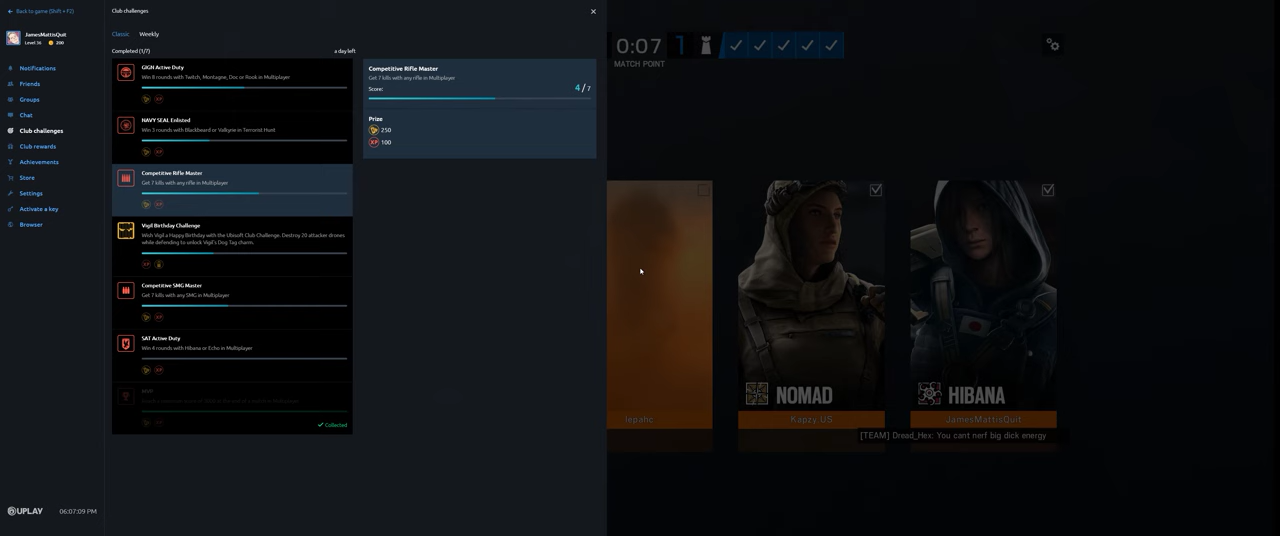 Back to game (Shift + F2)
JamesMattisQuit
Level 36 200
Notifications
Friends
Groups
Chat
Club challenges
Club rewards
Achievements
Store
Settings
Activate a key
Browser
UPLAY 06:07:09 PM
Club challenges
Classic Weekly
Completed (1/7) a day left
GIGN Active Duty
Win 8 rounds with Twitch, Montagne, Doc or Rook in Multiplayer
NAVY SEAL Enlisted
Win 3 rounds with Blackbeard or Valkyrie in Terrorist Hunt
Competitive Rifle Master
Get 7 kills with any rifle in Multiplayer
Vigil Birthday Challenge
Wish Vigil a Happy Birthday with the Ubisoft Club Challenge. Destroy 20 attacker drones
while defending to unlock Vigil's Dog Tag charm.
Competitive SMG Master
Get 7 kills with any SMG in Multiplayer
SAT Active Duty
Win 4 rounds with Hibana or Echo in Multiplayer
Collected
Competitive Rifle Master
Get 7 kills with any rifle in Multiplayer
Score: 4/7
Prize
250
XP 100
0:07 1
MATCH POINT
lepahc
NOMAD
Kapzy.US
HIBANA
JamesMattisQuit
[TEAM] Dread_Hex: You cant nerf big dick energy